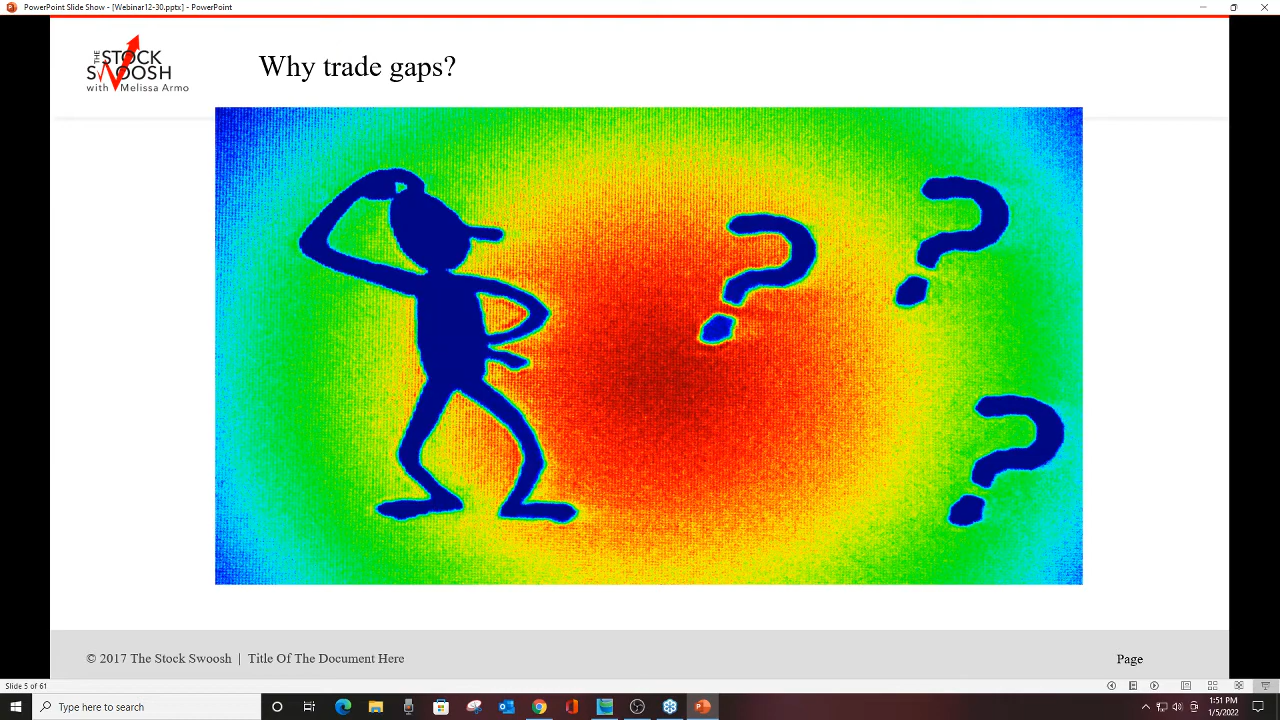 PowerPoint Slide Show - [Webinar12-30.pptx] - PowerPoint
THE STOCK
SWOOSH
with Melissa Armo
Why trade gaps?
? ? ?
© 2017 The Stock Swoosh | Title Of The Document Here
Page
Slide 5 of 61
Type here to search
1:51 PM
1/5/2022